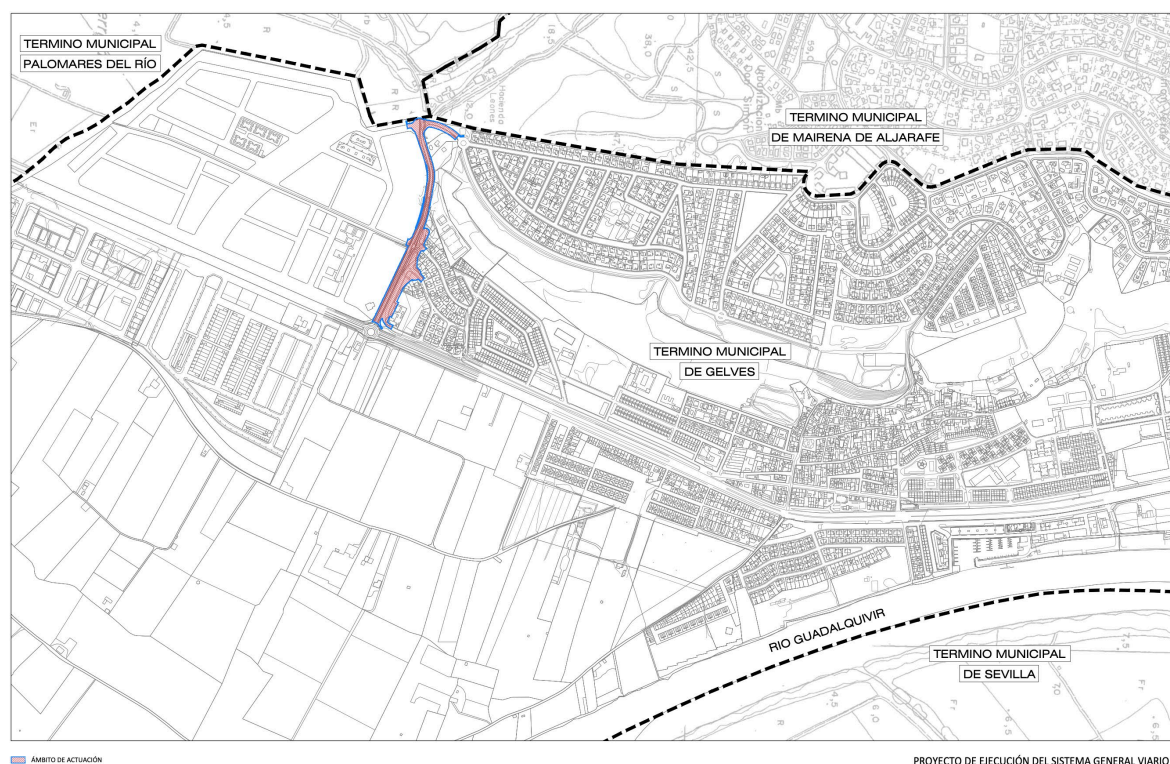 TERMINO MUNICIPAL
PALOMARES DEL RÍO
TERMINO MUNICIPAL
DE MAIRENA DE ALJARAFE
TERMINO MUNICIPAL
DE GELVES
RIO GUADALQUIVIR
TERMINO MUNICIPAL
DE SEVILLA
ÁMBITO DE ACTUACIÓN
PROYECTO DE EJECUCIÓN DEL SISTEMA GENERAL VIARIO